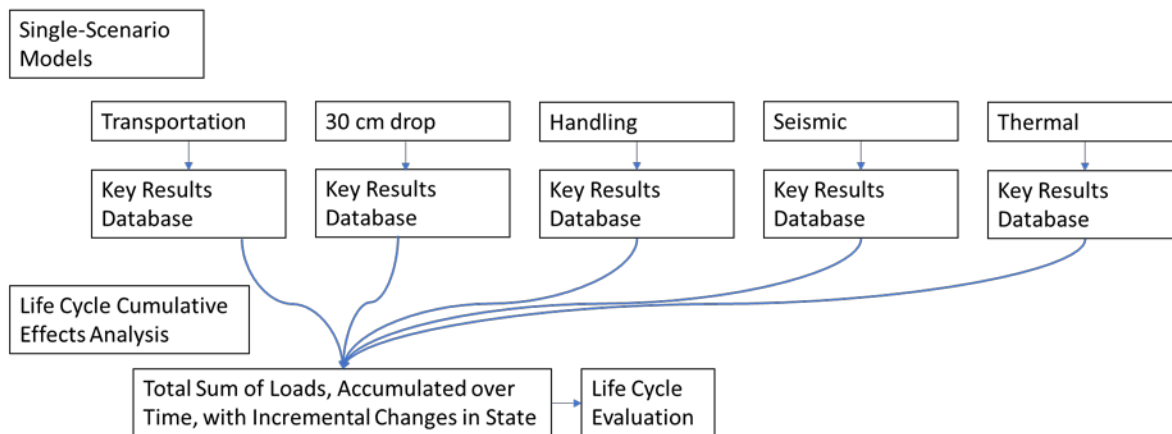 Single-Scenario
Models
Transportation
30 cm drop
Handling
Seismic
Thermal
Key Results
Database
Key Results
Database
Key Results
Database
Key Results
Database
Key Results
Database
Life Cycle Cumulative
Effects Analysis
Total Sum of Loads, Accumulated over
Time, with Incremental Changes in State
Life Cycle
Evaluation